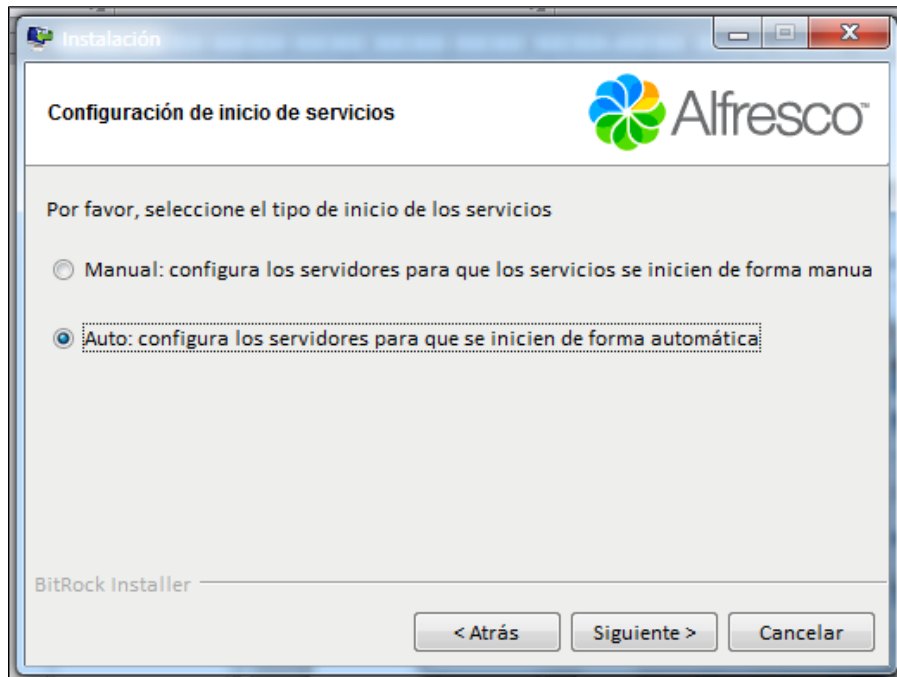 Instalación
Configuración de inicio de servicios
Alfresco™
Por favor, seleccione el tipo de inicio de los servicios
Manual: configura los servidores para que los servicios se inicien de forma manua
Auto: configura los servidores para que se inicien de forma automática
BitRock Installer
< Atrás
Siguiente >
Cancelar